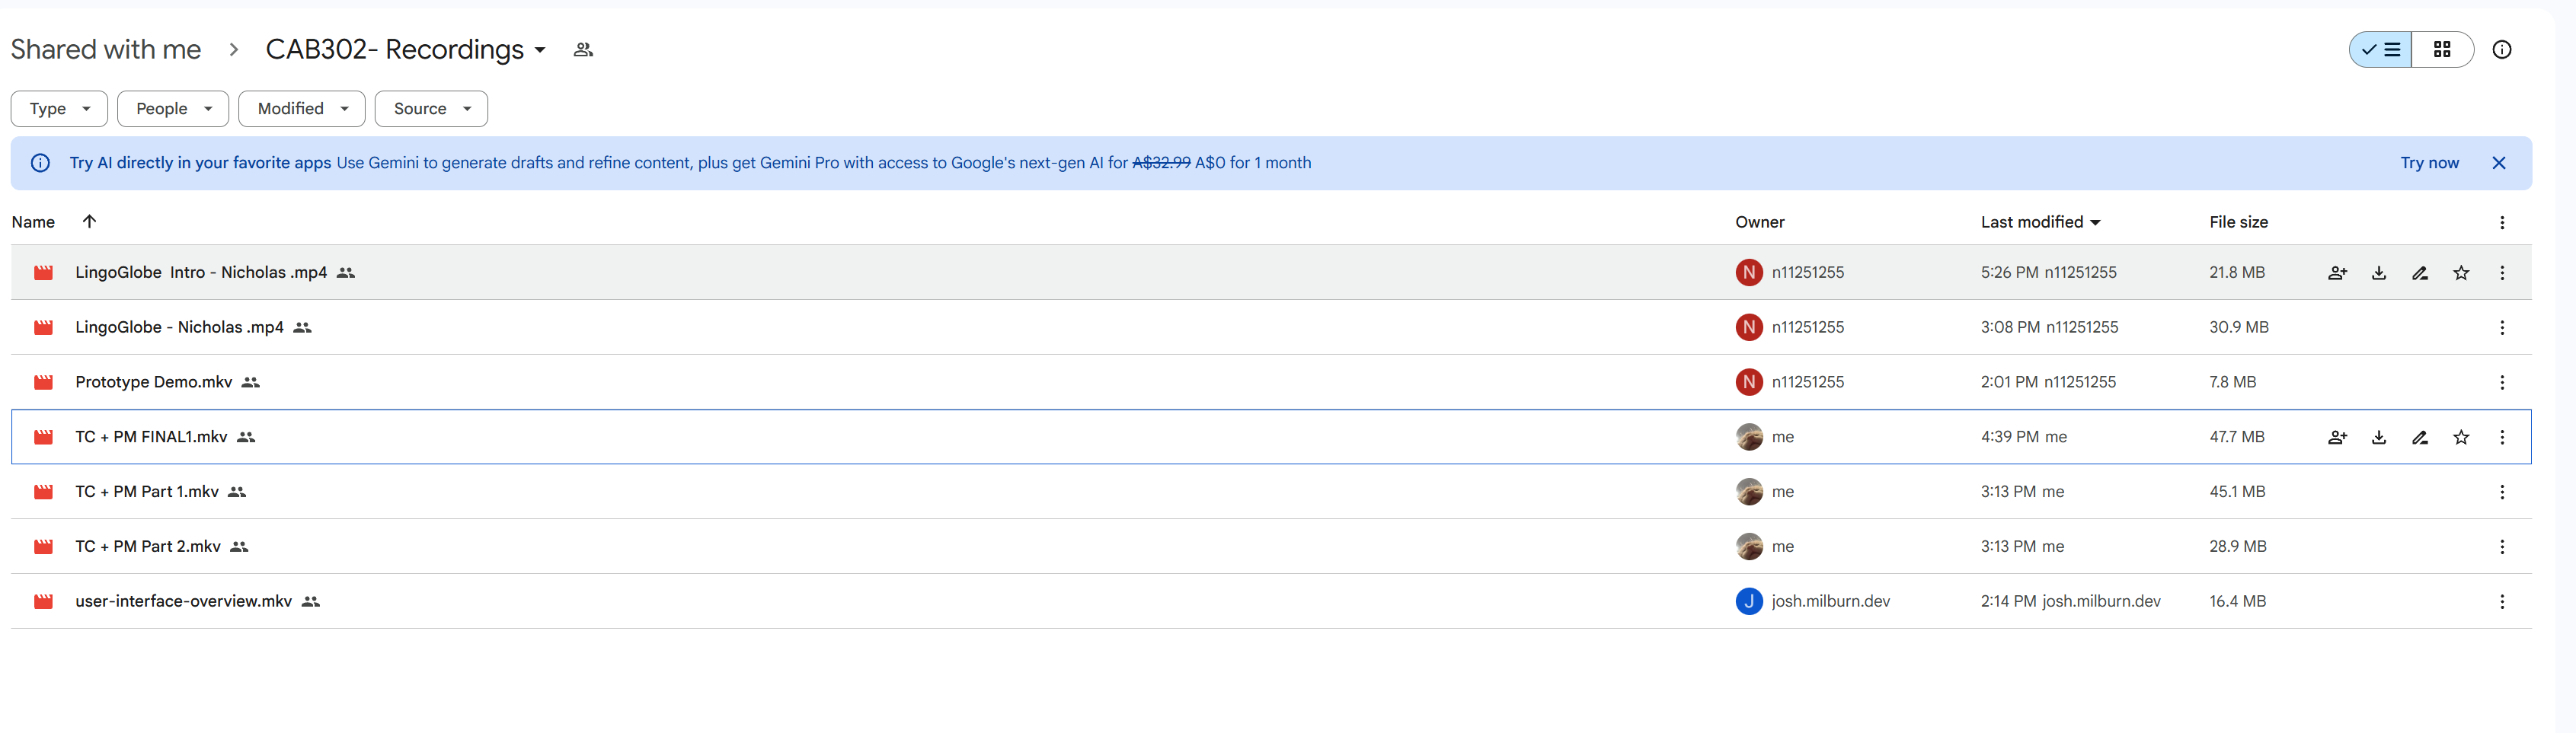 Shared with me > CAB302- Recordings
Type People Modified Source
Try AI directly in your favorite apps Use Gemini to generate drafts and refine content, plus get Gemini Pro with access to Google's next-gen AI for A$32.99 A$0 for 1 month Try now
Name Owner Last modified File size
LingoGlobe  Intro - Nicholas .mp4 N n11251255 5:26 PM n11251255 21.8 MB
LingoGlobe - Nicholas .mp4 N n11251255 3:08 PM n11251255 30.9 MB
Prototype Demo.mkv N n11251255 2:01 PM n11251255 7.8 MB
TC + PM FINAL1.mkv me 4:39 PM me 47.7 MB
TC + PM Part 1.mkv me 3:13 PM me 45.1 MB
TC + PM Part 2.mkv me 3:13 PM me 28.9 MB
user-interface-overview.mkv J josh.milburn.dev 2:14 PM josh.milburn.dev 16.4 MB